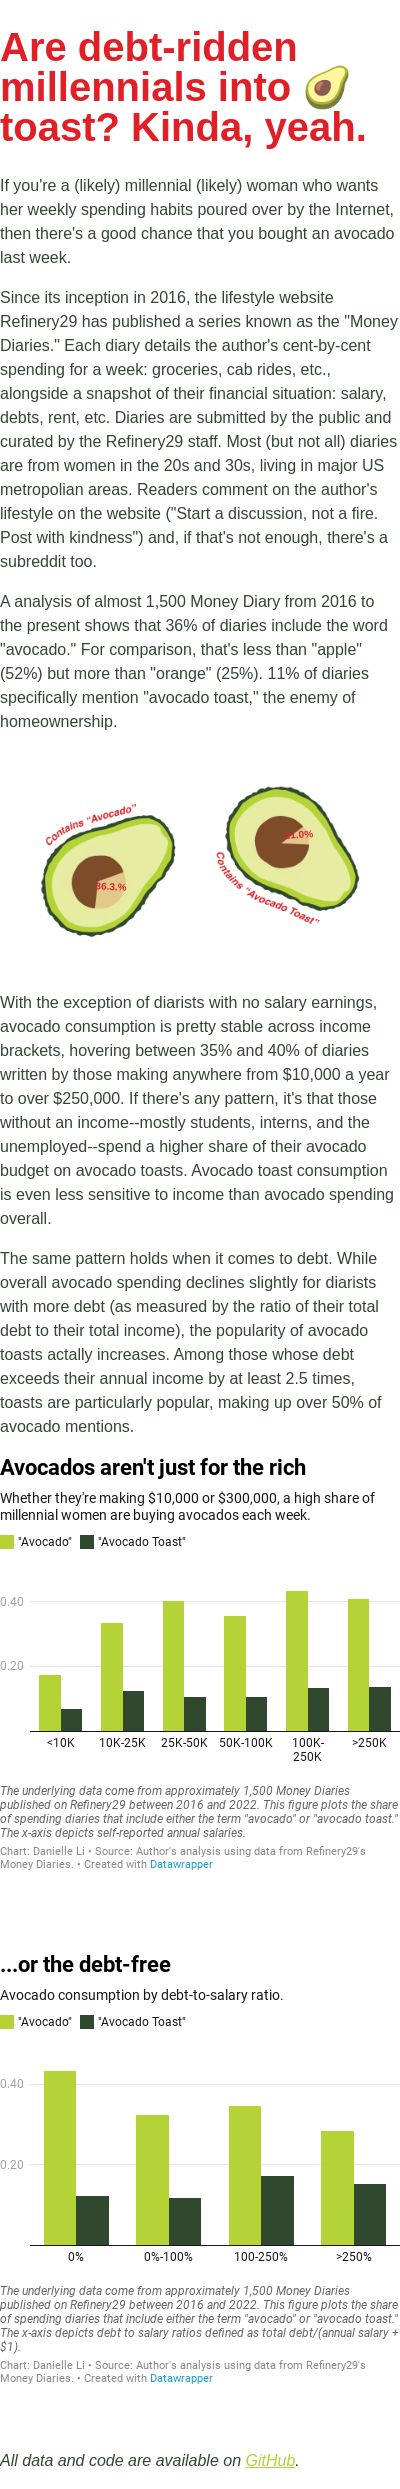 Are debt-ridden
millennials into 🥑
toast? Kinda, yeah.
If you're a (likely) millennial (likely) woman who wants
her weekly spending habits poured over by the Internet,
then there's a good chance that you bought an avocado
last week.
Since its inception in 2016, the lifestyle website
Refinery29 has published a series known as the "Money
Diaries." Each diary details the author's cent-by-cent
spending for a week: groceries, cab rides, etc.,
alongside a snapshot of their financial situation: salary,
debts, rent, etc. Diaries are submitted by the public and
curated by the Refinery29 staff. Most (but not all) diaries
are from women in the 20s and 30s, living in major US
metropolian areas. Readers comment on the author's
lifestyle on the website ("Start a discussion, not a fire.
Post with kindness") and, if that's not enough, there's a
subreddit too.
A analysis of almost 1,500 Money Diary from 2016 to
the present shows that 36% of diaries include the word
"avocado." For comparison, that's less than "apple"
(52%) but more than "orange" (25%). 11% of diaries
specifically mention "avocado toast," the enemy of
homeownership.
Contains "Avocado"
36.3.%
11.0%
Contains "Avocado Toast"
With the exception of diarists with no salary earnings,
avocado consumption is pretty stable across income
brackets, hovering between 35% and 40% of diaries
written by those making anywhere from $10,000 a year
to over $250,000. If there's any pattern, it's that those
without an income--mostly students, interns, and the
unemployed--spend a higher share of their avocado
budget on avocado toasts. Avocado toast consumption
is even less sensitive to income than avocado spending
overall.
The same pattern holds when it comes to debt. While
overall avocado spending declines slightly for diarists
with more debt (as measured by the ratio of their total
debt to their total income), the popularity of avocado
toasts actally increases. Among those whose debt
exceeds their annual income by at least 2.5 times,
toasts are particularly popular, making up over 50% of
avocado mentions.
Avocados aren't just for the rich
Whether they're making $10,000 or $300,000, a high share of
millennial women are buying avocados each week.
"Avocado" "Avocado Toast"
0.40
0.20
<10K 10K-25K 25K-50K 50K-100K 100K- >250K
250K
The underlying data come from approximately 1,500 Money Diaries
published on Refinery29 between 2016 and 2022. This figure plots the share
of spending diaries that include either the term "avocado" or "avocado toast."
The x-axis depicts self-reported annual salaries.
Chart: Danielle Li • Source: Author's analysis using data from Refinery29's
Money Diaries. • Created with Datawrapper
...or the debt-free
Avocado consumption by debt-to-salary ratio.
"Avocado" "Avocado Toast"
0.40
0.20
0% 0%-100% 100-250% >250%
The underlying data come from approximately 1,500 Money Diaries
published on Refinery29 between 2016 and 2022. This figure plots the share
of spending diaries that include either the term "avocado" or "avocado toast."
The x-axis depicts debt to salary ratios defined as total debt/(annual salary +
$1).
Chart: Danielle Li • Source: Author's analysis using data from Refinery29's
Money Diaries. • Created with Datawrapper
All data and code are available on GitHub.